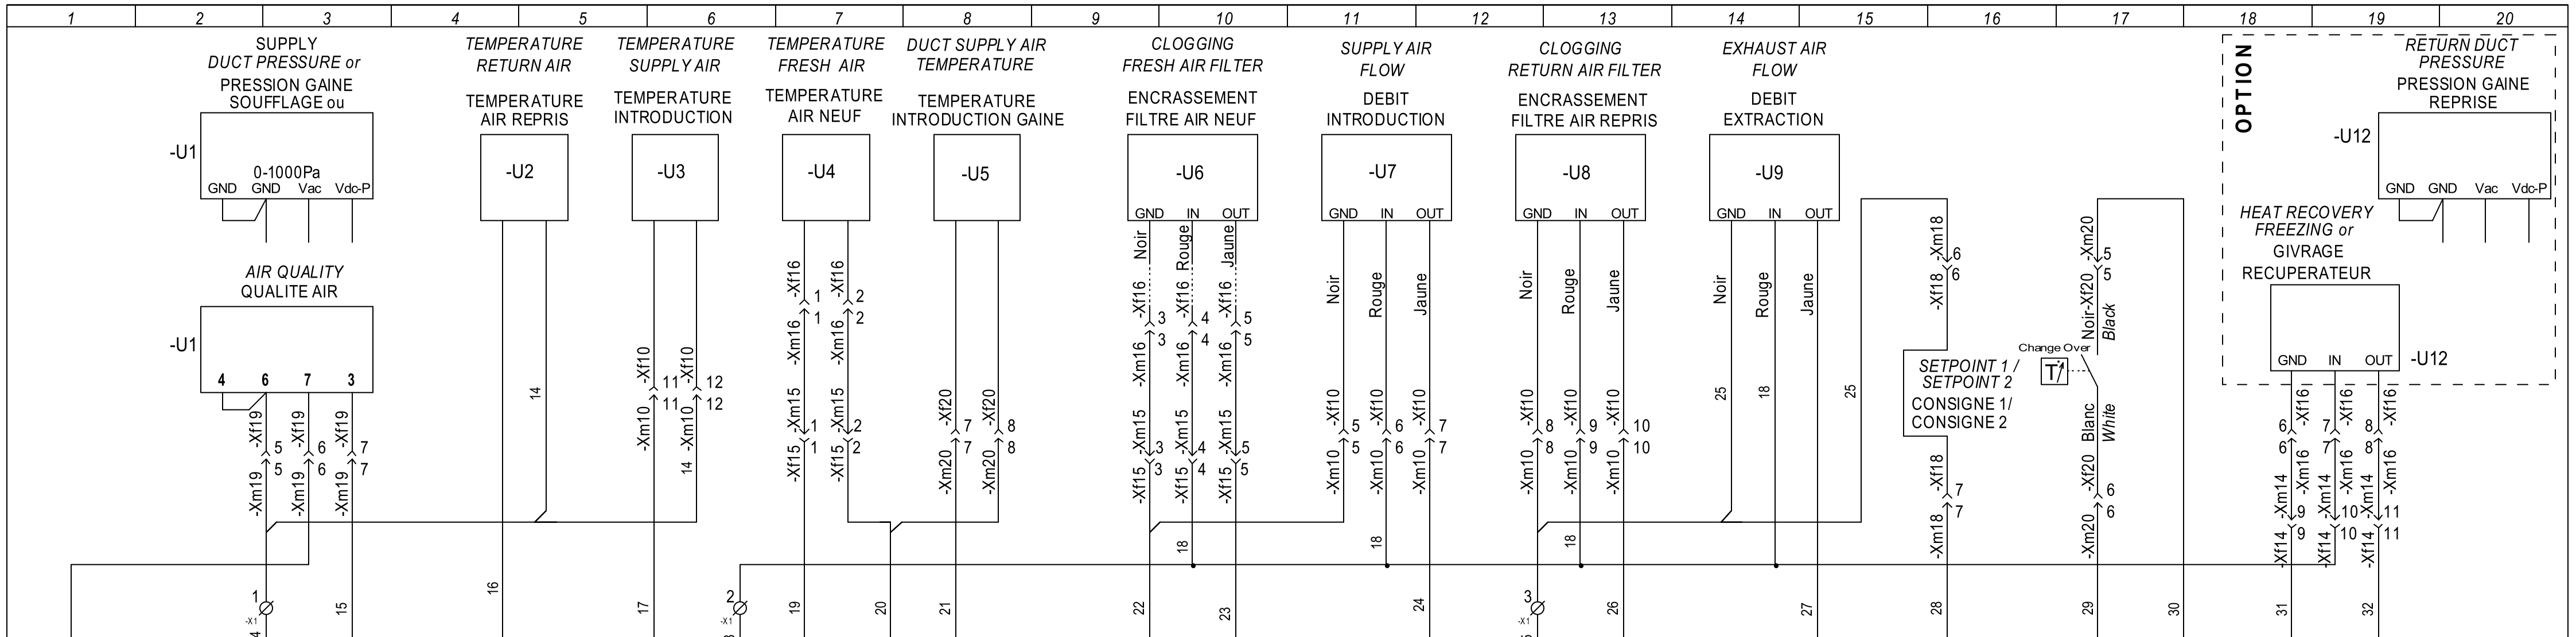 1 2 3 4 5 6 7 8 9 10 11 12 13 14 15 16 17 18 19 20
SUPPLY
DUCT PRESSURE or
PRESSION GAINE
SOUFFLAGE ou
-U1
0-1000Pa
GND GND Vac Vdc-P
AIR QUALITY
QUALITE AIR
-U1
4 6 7 3
-Xf19 -Xf19 -Xf19
5 6 7
5 6 7
-Xm19 -Xm19 -Xm19
1
-X1
15
TEMPERATURE
RETURN AIR
TEMPERATURE
AIR REPRIS
-U2
14
16
TEMPERATURE
SUPPLY AIR
TEMPERATURE
INTRODUCTION
-U3
-Xf10 -Xf10
11 12
11 12
-Xm10 -Xm10
14
17
2
-X1
TEMPERATURE
FRESH AIR
TEMPERATURE
AIR NEUF
-U4
-Xf16 -Xf16
1 2
1 2
-Xm16 -Xm16
-Xm15 -Xm15
1 2
1 2
-Xf15 -Xf15
19 20
DUCT SUPPLY AIR
TEMPERATURE
TEMPERATURE
INTRODUCTION GAINE
-U5
-Xf20 -Xf20
7 8
7 8
-Xm20 -Xm20
21
CLOGGING
FRESH AIR FILTER
ENCRASSEMENT
FILTRE AIR NEUF
-U6
GND IN OUT
Noir Rouge Jaune
-Xf16 -Xf16 -Xf16
3 4 5
3 4 5
-Xm16 -Xm16 -Xm16
-Xm15 -Xm15 -Xm15
3 4 5
3 4 5
-Xf15 -Xf15 -Xf15
18
22 23
SUPPLY AIR
FLOW
DEBIT
INTRODUCTION
-U7
GND IN OUT
Noir Rouge Jaune
-Xf10 -Xf10 -Xf10
5 6 7
5 6 7
-Xm10 -Xm10 -Xm10
18
24
CLOGGING
RETURN AIR FILTER
ENCRASSEMENT
FILTRE AIR REPRIS
-U8
GND IN OUT
Noir Rouge Jaune
-Xf10 -Xf10 -Xf10
8 9 10
8 9 10
-Xm10 -Xm10 -Xm10
18
3
-X1
26
EXHAUST AIR
FLOW
DEBIT
EXTRACTION
-U9
GND IN OUT
Noir Rouge Jaune
25 18 25
27
-Xm18
6
6
-Xf18
SETPOINT 1 /
SETPOINT 2
CONSIGNE 1/
CONSIGNE 2
-Xf18
7
7
-Xm18
28
-Xm20
5
5
Noir-Xf20
Black
Change Over
T
Blanc
White
-Xf20
6
6
-Xm20
29 30
OPTION
RETURN DUCT
PRESSURE
PRESSION GAINE
REPRISE
-U12
GND GND Vac Vdc-P
HEAT RECOVERY
FREEZING or
GIVRAGE
RECUPERATEUR
GND IN OUT
-U12
-Xf16 -Xf16 -Xf16
6 7 8
6 7 8
-Xm16 -Xm16 -Xm16
-Xm14 -Xm14 -Xm14
9 10 11
9 10 11
-Xf14 -Xf14 -Xf14
31 32